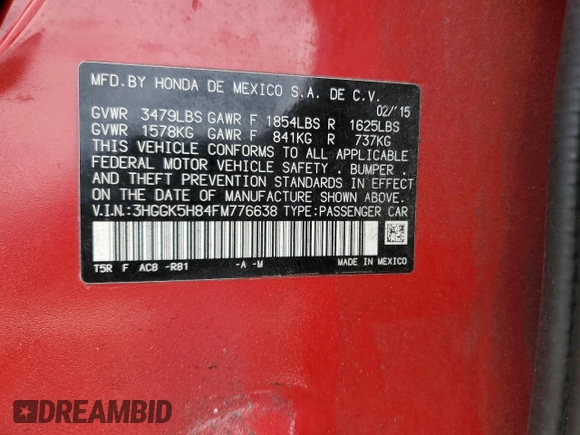 MFD.BY HONDA DE MEXICO S.A. DE C.V.
02/'15
GVWR 3479LBS GAWR F 1854LBS R 1625LBS
GVWR 1578KG GAWR F 841KG R 737KG
THIS VEHICLE CONFORMS TO ALL APPLICABLE
FEDERAL MOTOR VEHICLE SAFETY . BUMPER .
AND THEFT PREVENTION STANDARDS IN EFFECT
ON THE DATE OF MANUFACTURE SHOWN ABOVE.
V.I.N.:3HGGK5H84FM776638 TYPE:PASSENGER CAR
T5R F AC8 -R81 -A -M MADE IN MEXICO
DREAMBID